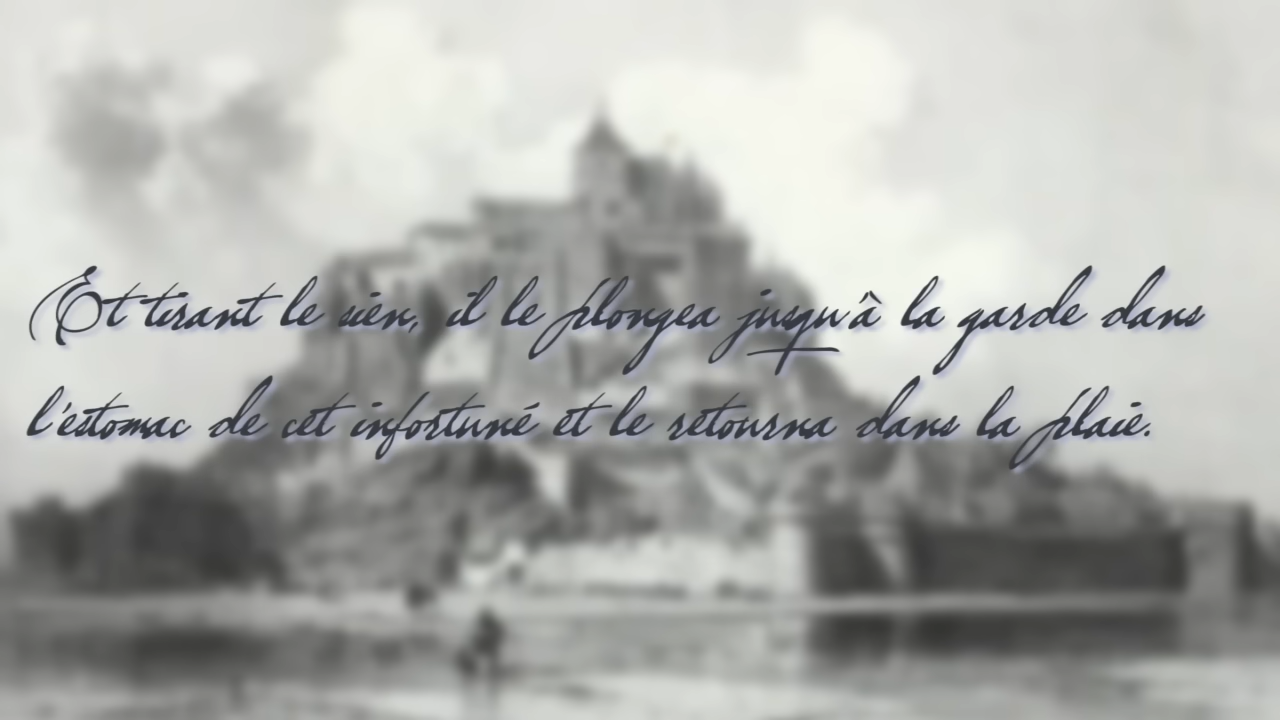 Et tirant le sien, il le plongea jusqu'à la garde dans
l'estomac de cet infortuné et le retourna dans la plaie.